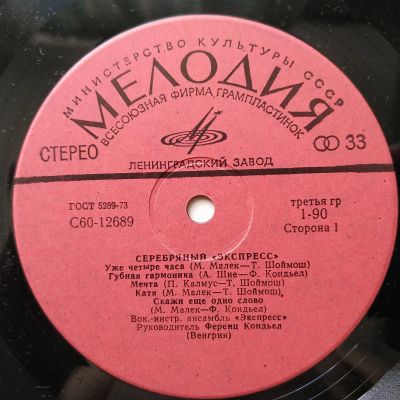 МИНИСТЕРСТВО КУЛЬТУРЫ СССР
МЕЛОДИЯ
ВСЕСОЮЗНАЯ ФИРМА ГРАМПЛАСТИНОК
СТЕРЕО
33
ЛЕНИНГРАДСКИЙ ЗАВОД
ГОСТ 5289-73
С60-12689
третья гр
1-90
Сторона 1
СЕРЕБРЯНЫЙ «ЭКСПРЕСС»
Уже четыре часа (М. Малек—Т. Шоймош)
Губная гармоника (А. Шие—Ф. Кондьел)
Мечта (П. Калмус—Т. Шоймош)
Катя (М. Малек—Т. Шоймош)
Скажи еще одно слово
(М. Малек—Ф. Кондьел)
Вок.-инстр. ансамбль «Экспресс»
Руководитель Ференц Кондьел
(Венгрия)